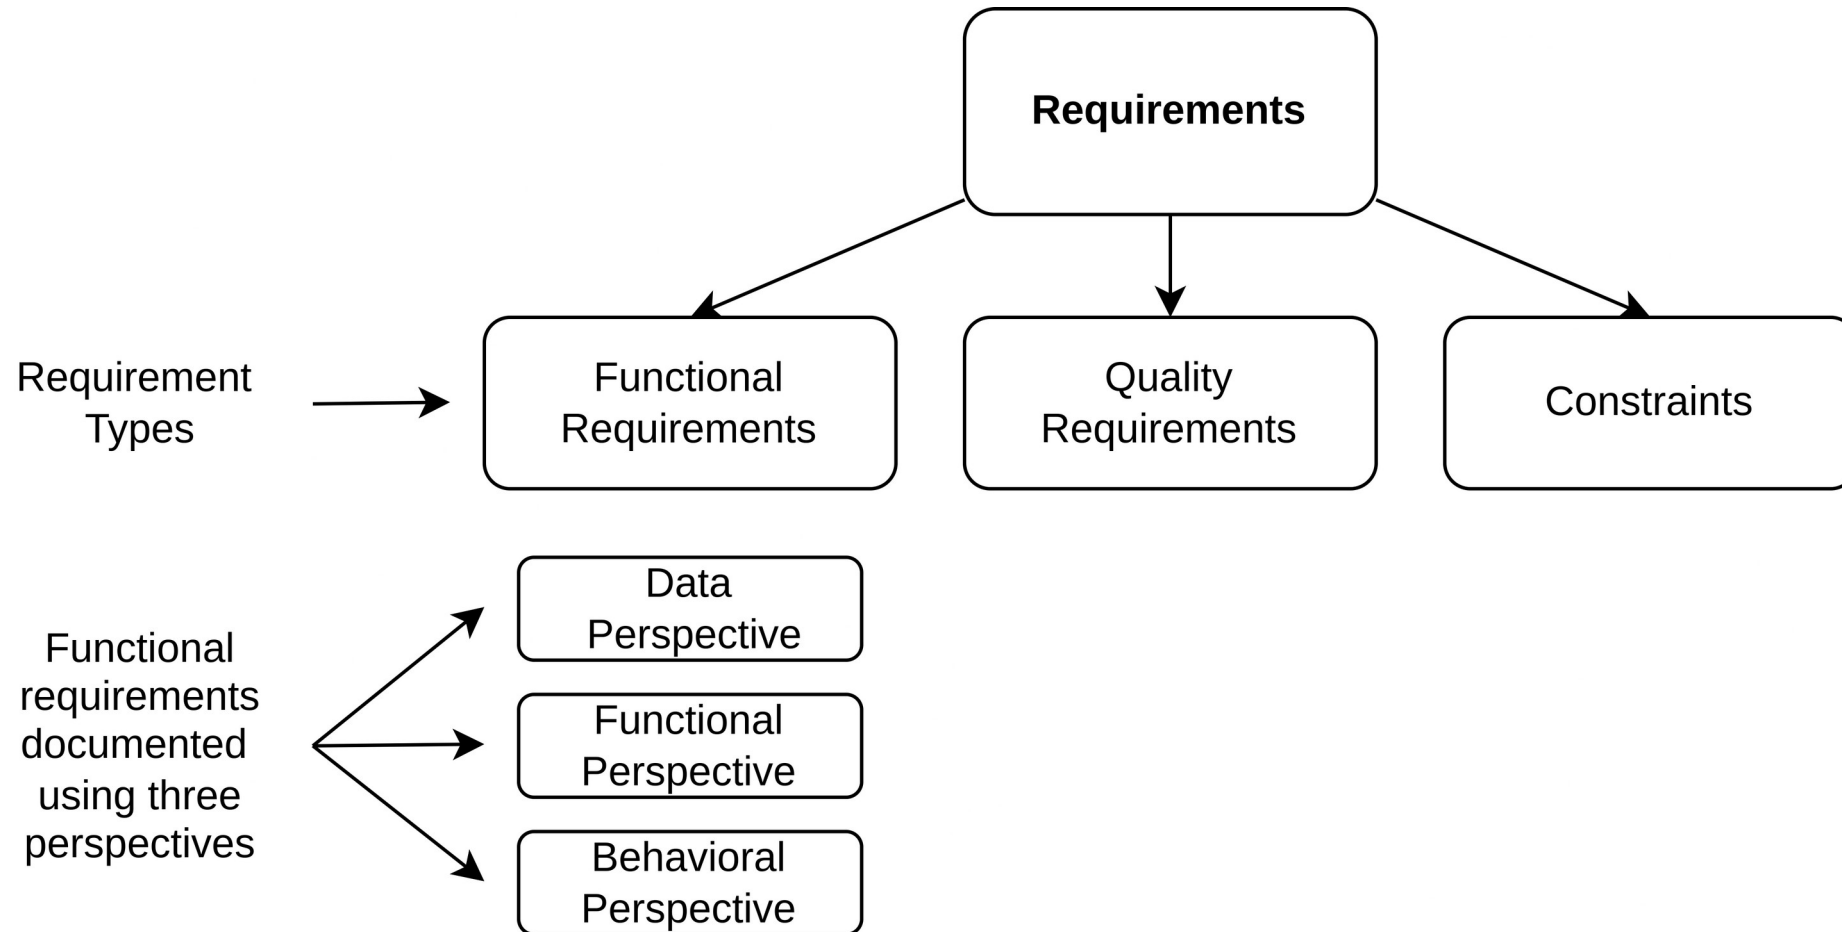 Requirements
Requirement
Types
Functional
Requirements
Quality
Requirements
Constraints
Functional
requirements
documented
using three
perspectives
Data
Perspective
Functional
Perspective
Behavioral
Perspective